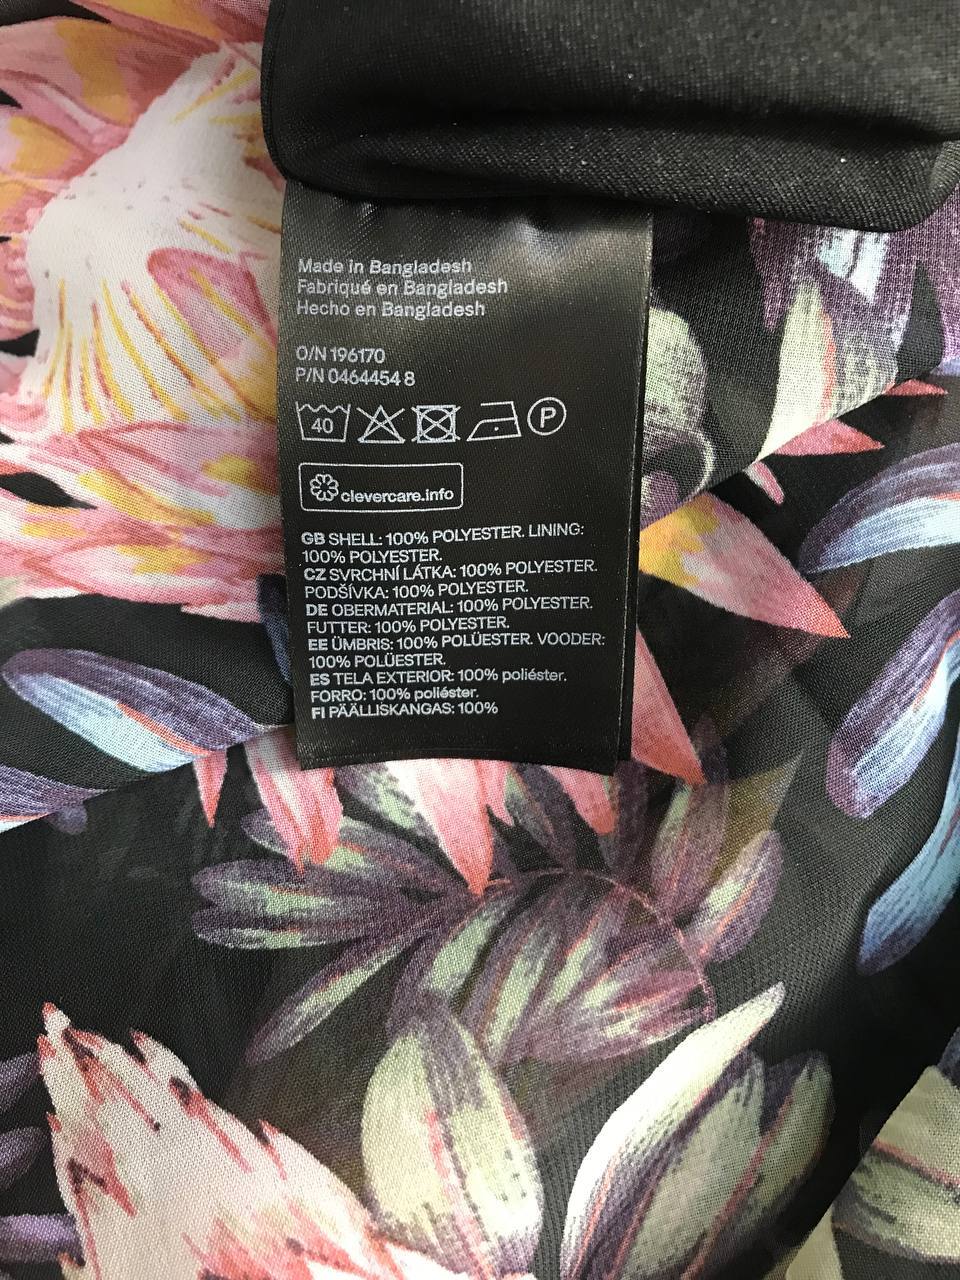 Made in Bangladesh
Fabriqué en Bangladesh
Hecho en Bangladesh
O/N 196170
P/N 0464454 8
40
P
clevercare.info
GB SHELL: 100% POLYESTER. LINING:
100% POLYESTER.
CZ SVRCHNÍ LÁTKA: 100% POLYESTER.
PODŠÍVKA: 100% POLYESTER.
DE OBERMATERIAL: 100% POLYESTER.
FUTTER: 100% POLYESTER.
EE ÜMBRIS: 100% POLÜESTER. VOODER:
100% POLÜESTER.
ES TELA EXTERIOR: 100% poliéster.
FORRO: 100% poliéster.
FI PÄÄLLISKANGAS: 100%